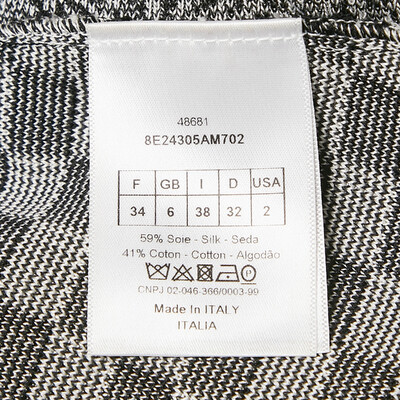 48681
8E24305AM702
F GB I D USA
34 6 38 32 2
59% Soie - Silk - Seda
41% Coton - Cotton - Algodão
CNPJ 02-046-366/0003-99
Made In ITALY
ITALIA